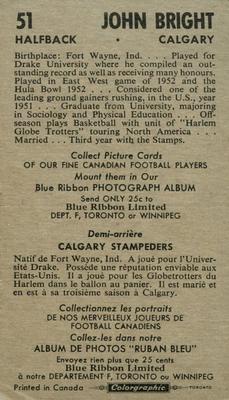 51 JOHN BRIGHT
HALFBACK • CALGARY
Birthplace: Fort Wayne, Ind. . . . Played for
Drake University where he compiled an out-
standing record as well as receiving many honours.
Played in East West game of 1952 and the
Hula Bowl 1952 . . . Considered one of the
leading ground gainers rushing, in the U.S., year
1951 . . . Graduate from University, majoring
in Sociology and Physical Education . . . Off-
season plays Basketball with unit of "Harlem
Globe Trotters" touring North America . . .
Married . . . Third year with the Stamps.
Collect Picture Cards
OF OUR FINE CANADIAN FOOTBALL PLAYERS
Mount them in Our
Blue Ribbon PHOTOGRAPH ALBUM
Send ONLY 25c to
Blue Ribbon Limited
DEPT. F, TORONTO or WINNIPEG
Demi-arrière
CALGARY STAMPEDERS
Natif de Fort Wayne, Ind. A joué pour l'Univer-
sité Drake. Possède une réputation enviable aux
Etats-Unis. Il a joué pour les Globetrotters du
Harlem dans le ballon au panier. Il est marié et
en est à sa troisième saison à Calgary.
Collectionnez les portraits
DE NOS MERVEILLEUX JOUEURS DE
FOOTBALL CANADIENS
Collez-les dans notre
ALBUM DE PHOTOS "RUBAN BLEU"
Envoyez pas plus que 25 cents
Blue Ribbon Limited
à notre DEPARTEMENT F, TORONTO ou WINNIPEG
Printed in Canada Colorgraphic TORONTO